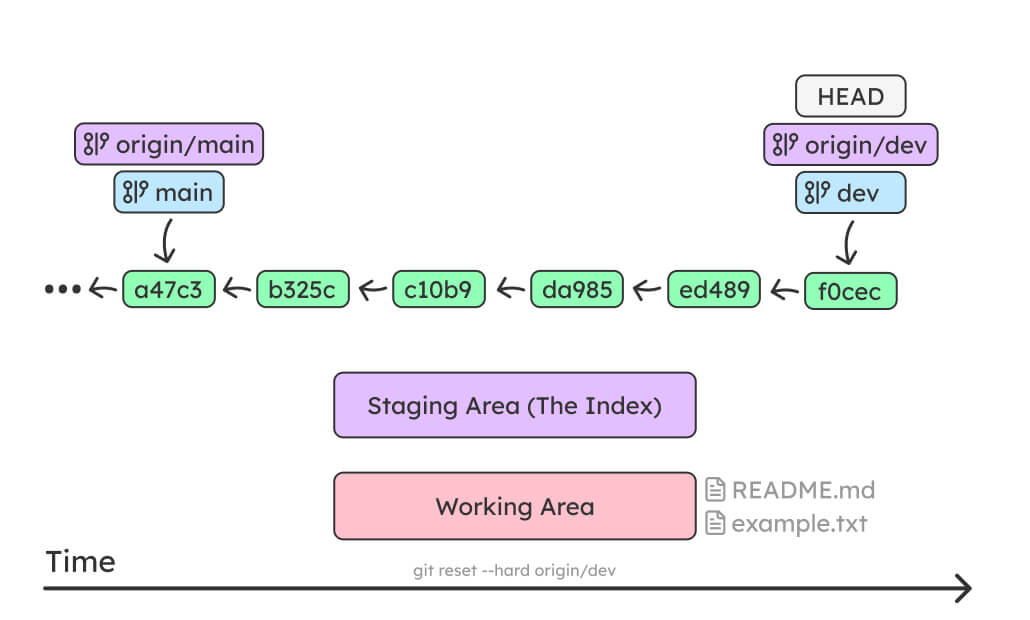 HEAD
origin/main
origin/dev
main
dev
a47c3
b325c
c10b9
da985
ed489
f0cec
Staging Area (The Index)
Working Area
README.md
example.txt
Time
git reset --hard origin/dev